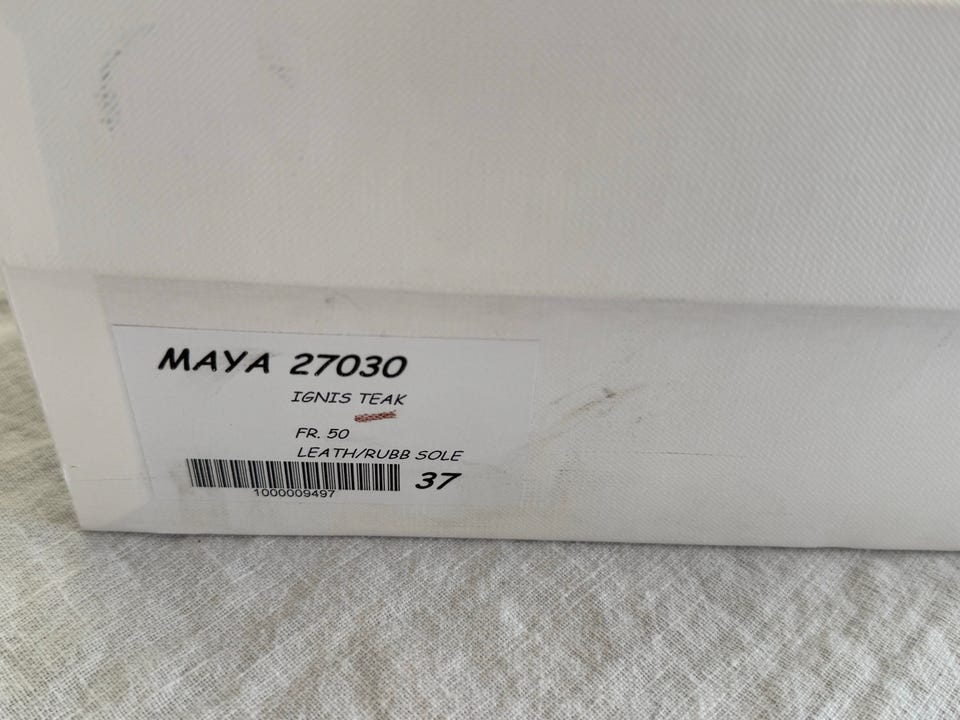 MAYA 27030
IGNIS TEAK
FR. 50
LEATH/RUBB SOLE
37
1000009497